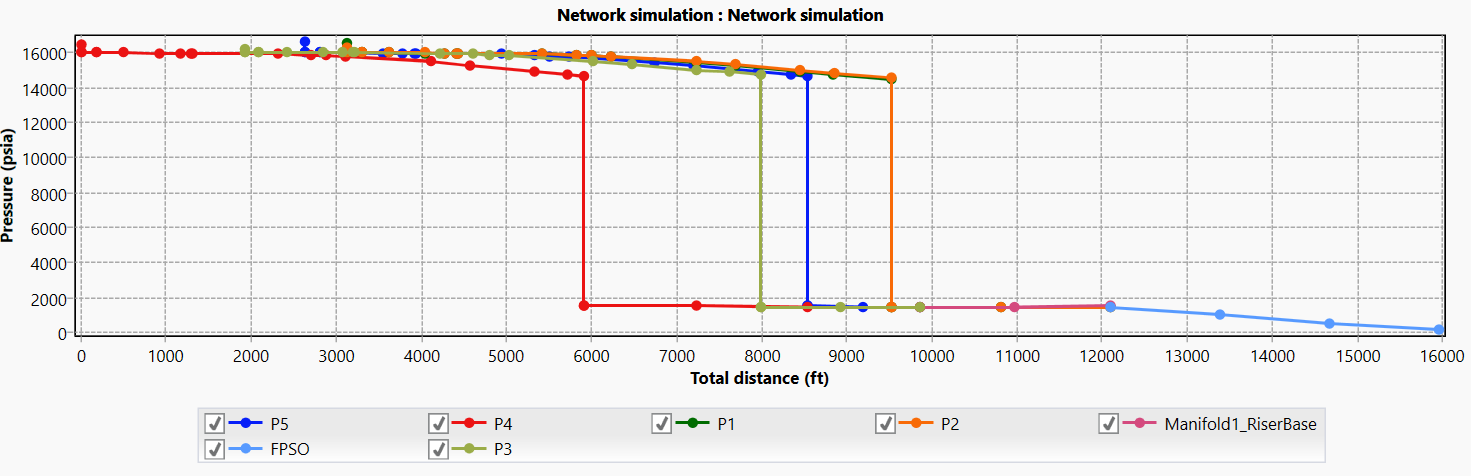 Network simulation : Network simulation
Pressure (psia)
16000
14000
12000
10000
8000
6000
4000
2000
0
0 1000 2000 3000 4000 5000 6000 7000 8000 9000 10000 11000 12000 13000 14000 15000 16000
Total distance (ft)
P5 P4 P1 P2 Manifold1_RiserBase
FPSO P3